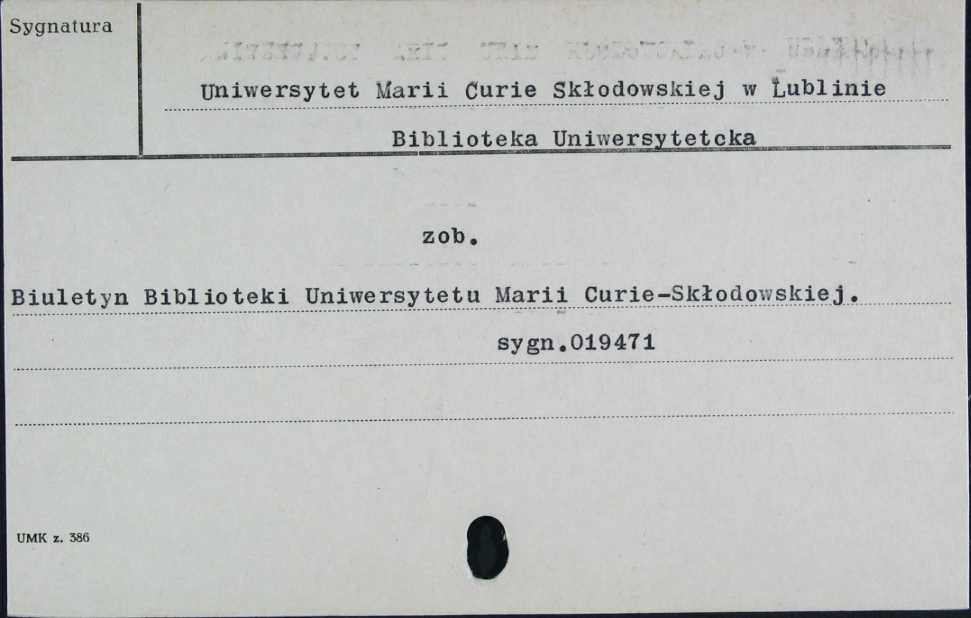 Sygnatura
Uniwersytet Marii Curie Skłodowskiej w Lublinie
Biblioteka Uniwersytetcka
zob.
Biuletyn Biblioteki Uniwersytetu Marii Curie-Skłodowskiej.
sygn.019471
UMK z. 386